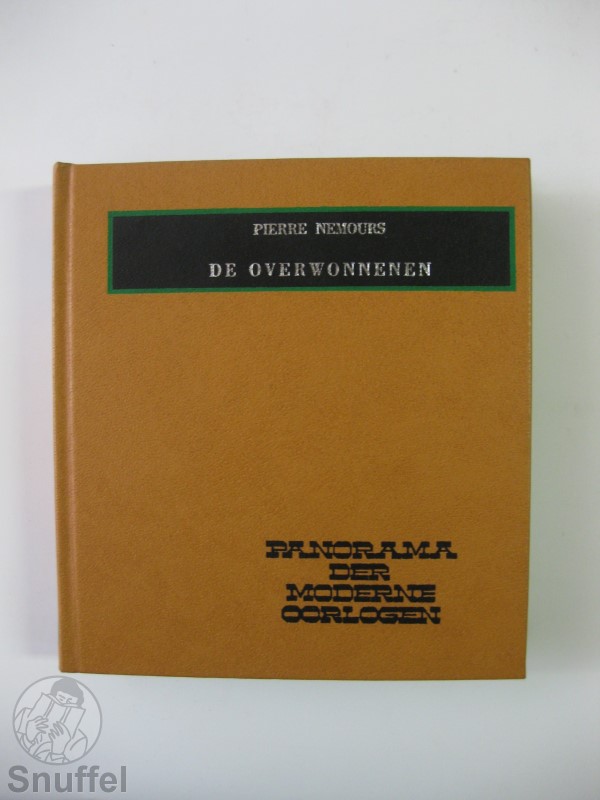 PIERRE NEMOURS
DE OVERWONNENEN
PANORAMA
DER
MODERNE
OORLOGEN
Snuffel